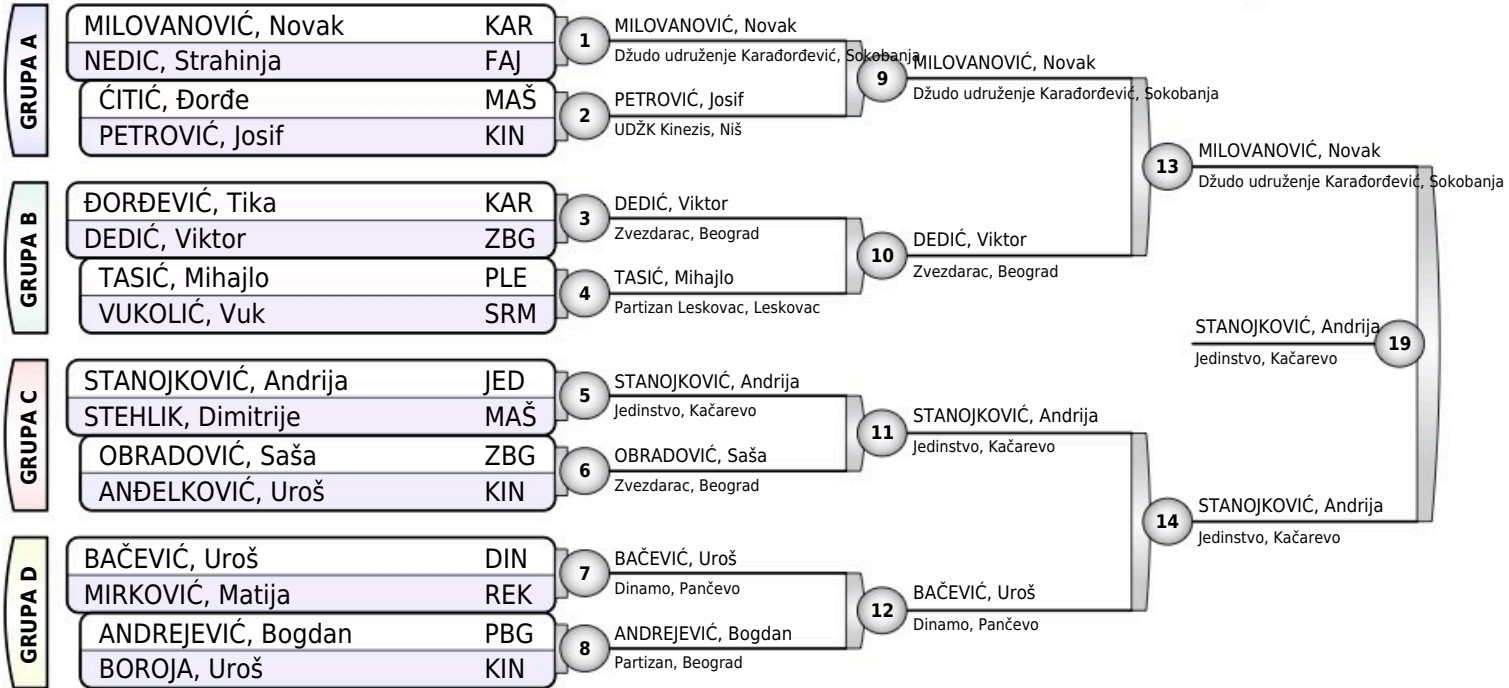 GRUPA A
MILOVANOVIĆ, Novak KAR
NEDIC, Strahinja FAJ
ĆITIĆ, Đorđe MAŠ
PETROVIĆ, Josif KIN
GRUPA B
ĐORĐEVIĆ, Tika KAR
DEDIĆ, Viktor ZBG
TASIĆ, Mihajlo PLE
VUKOLIĆ, Vuk SRM
GRUPA C
STANOJKOVIĆ, Andrija JED
STEHLIK, Dimitrije MAŠ
OBRADOVIĆ, Saša ZBG
ANĐELKOVIĆ, Uroš KIN
GRUPA D
BAČEVIĆ, Uroš DIN
MIRKOVIĆ, Matija REK
ANDREJEVIĆ, Bogdan PBG
BOROJA, Uroš KIN
1
MILOVANOVIĆ, Novak
Džudo udruženje Karađorđević, Sokobanja
2
PETROVIĆ, Josif
UDŽK Kinezis, Niš
3
DEDIĆ, Viktor
Zvezdarac, Beograd
4
TASIĆ, Mihajlo
Partizan Leskovac, Leskovac
5
STANOJKOVIĆ, Andrija
Jedinstvo, Kačarevo
6
OBRADOVIĆ, Saša
Zvezdarac, Beograd
7
BAČEVIĆ, Uroš
Dinamo, Pančevo
8
ANDREJEVIĆ, Bogdan
Partizan, Beograd
9
MILOVANOVIĆ, Novak
Džudo udruženje Karađorđević, Sokobanja
10
DEDIĆ, Viktor
Zvezdarac, Beograd
11
STANOJKOVIĆ, Andrija
Jedinstvo, Kačarevo
12
BAČEVIĆ, Uroš
Dinamo, Pančevo
13
MILOVANOVIĆ, Novak
Džudo udruženje Karađorđević, Sokobanja
14
STANOJKOVIĆ, Andrija
Jedinstvo, Kačarevo
STANOJKOVIĆ, Andrija
19
Jedinstvo, Kačarevo